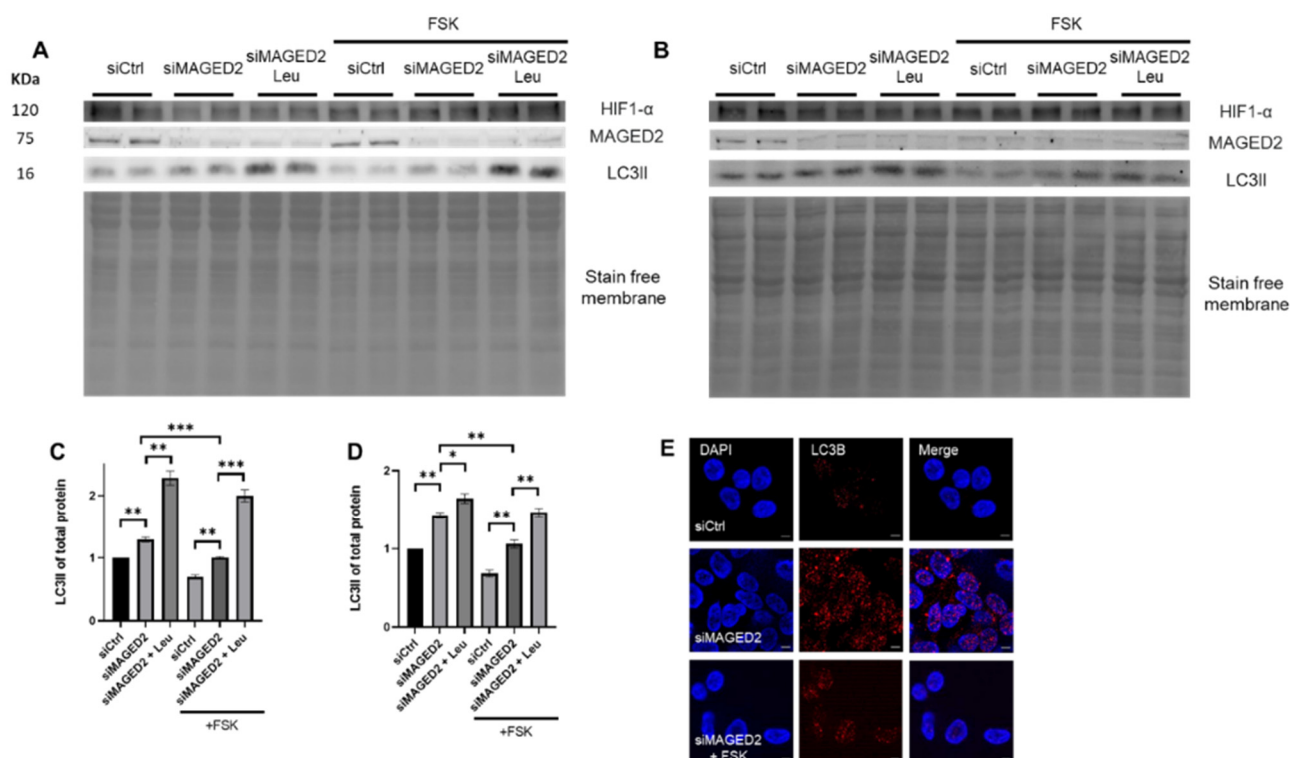 A
FSK
siCtrl siMAGED2 siMAGED2 Leu siCtrl siMAGED2 siMAGED2 Leu
KDa
120 HIF1-α
75 MAGED2
16 LC3II
Stain free
membrane
B
FSK
siCtrl siMAGED2 siMAGED2 Leu siCtrl siMAGED2 siMAGED2 Leu
HIF1-α
MAGED2
LC3II
Stain free
membrane
C
LC3II of total protein
***
** ***
** **
2
1
0
siCtrl
siMAGED2
siMAGED2 + Leu
siCtrl
siMAGED2
siMAGED2 + Leu
+FSK
D
LC3II of total protein
**
** * **
**
2
1
0
siCtrl
siMAGED2
siMAGED2 + Leu
siCtrl
siMAGED2
siMAGED2 + Leu
+FSK
E
DAPI LC3B Merge
siCtrl
siMAGED2
siMAGED2
+ FSK